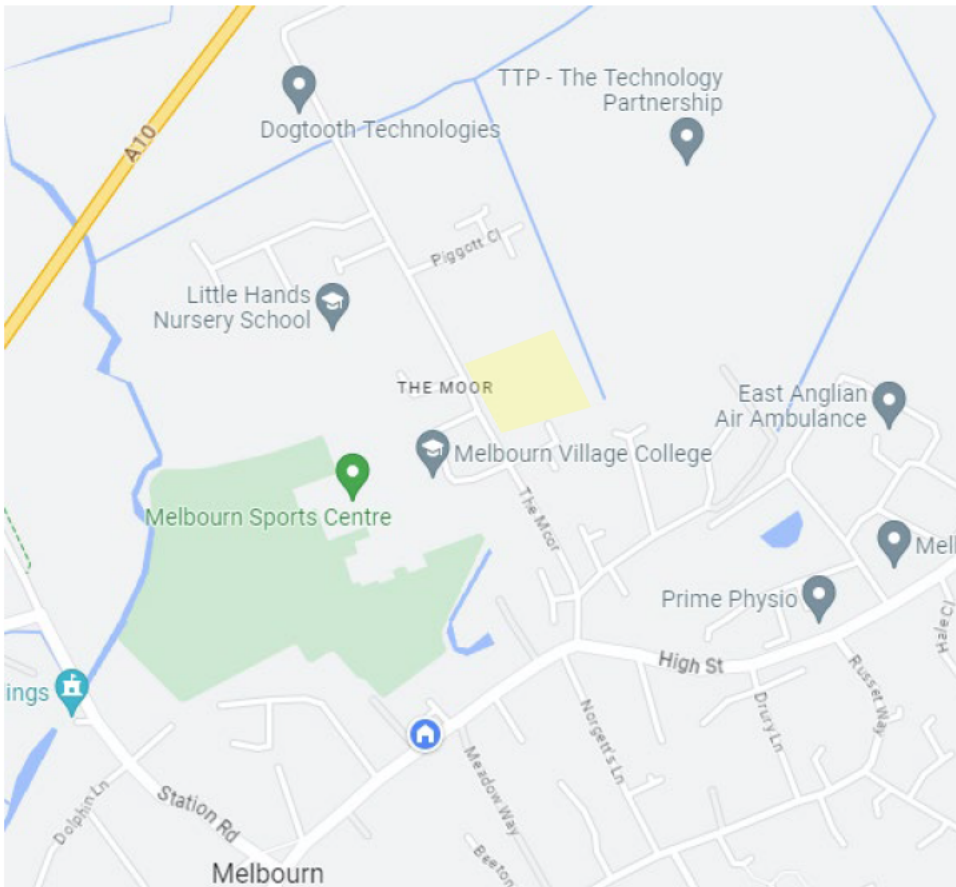 TTP - The Technology
Partnership
Dogtooth Technologies
A10
Piggott Cl
Little Hands
Nursery School
THE MOOR
East Anglian
Air Ambulance
Melbourn Village College
The Moor
Melbourn Sports Centre
Mell
Prime Physio
Hale Cl
High St
Russet Way
ings
Drury Ln
Norgett's Ln
Meadow Way
Dolphin Ln
Station Rd
Beeton
Melbourn